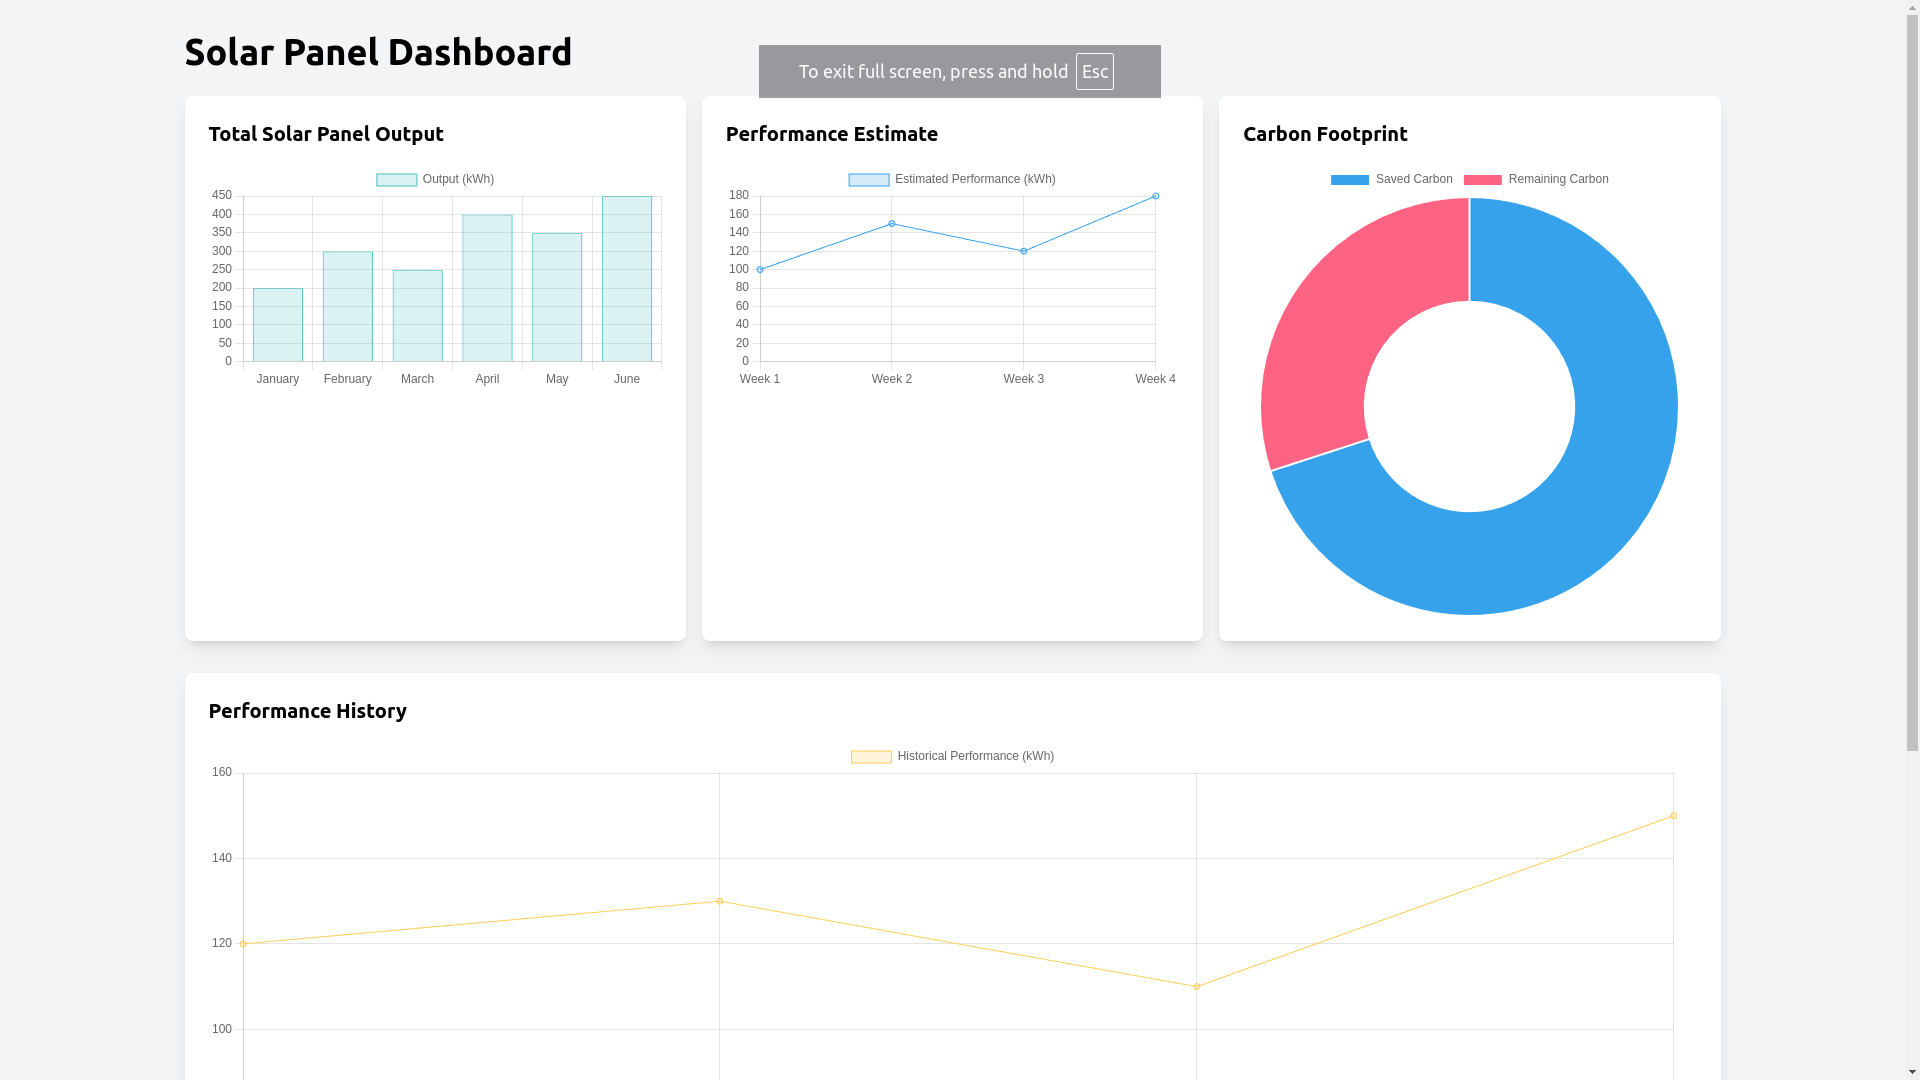 Solar Panel Dashboard
To exit full screen, press and hold Esc
Total Solar Panel Output
Output (kWh)
450
400
350
300
250
200
150
100
50
0
January February March April May June
Performance Estimate
Estimated Performance (kWh)
180
160
140
120
100
80
60
40
20
0
Week 1 Week 2 Week 3 Week 4
Carbon Footprint
Saved Carbon Remaining Carbon
Performance History
Historical Performance (kWh)
160
140
120
100